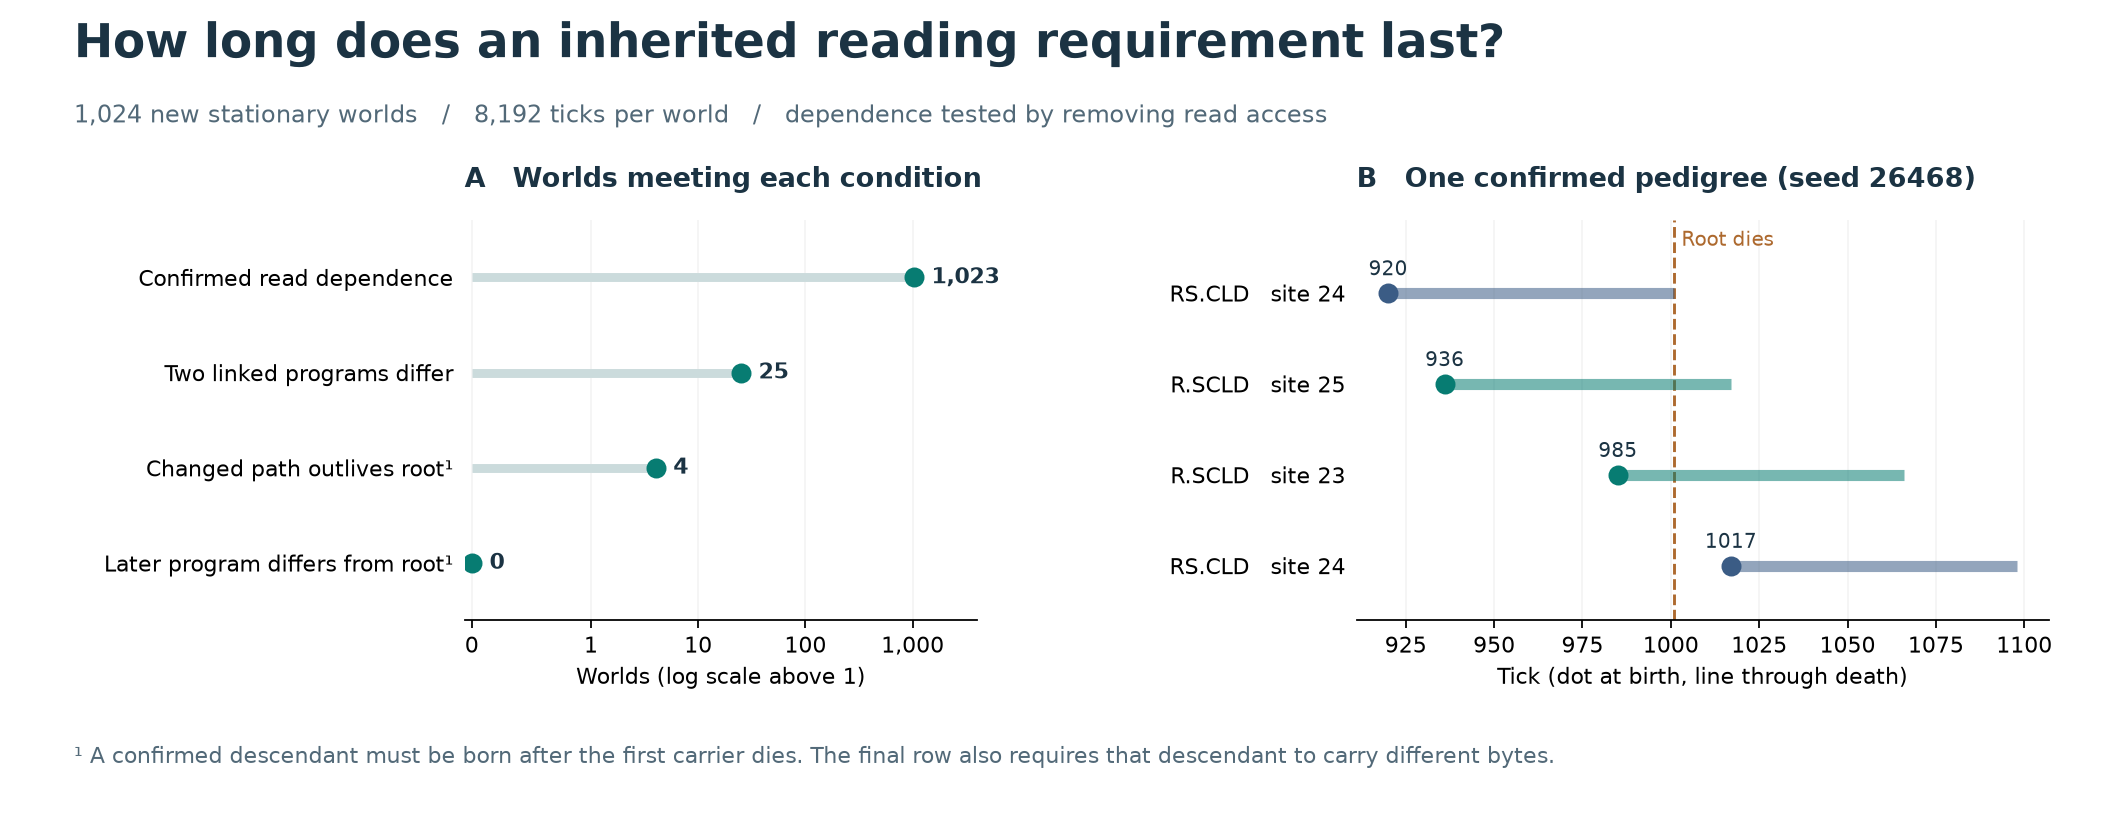 How long does an inherited reading requirement last?
1,024 new stationary worlds / 8,192 ticks per world / dependence tested by removing read access
A Worlds meeting each condition
Confirmed read dependence 1,023
Two linked programs differ 25
Changed path outlives root¹ 4
Later program differs from root¹ 0
0 1 10 100 1,000
Worlds (log scale above 1)
B One confirmed pedigree (seed 26468)
Root dies
920
RS.CLD site 24
936
R.SCLD site 25
985
R.SCLD site 23
1017
RS.CLD site 24
925 950 975 1000 1025 1050 1075 1100
Tick (dot at birth, line through death)
¹ A confirmed descendant must be born after the first carrier dies. The final row also requires that descendant to carry different bytes.